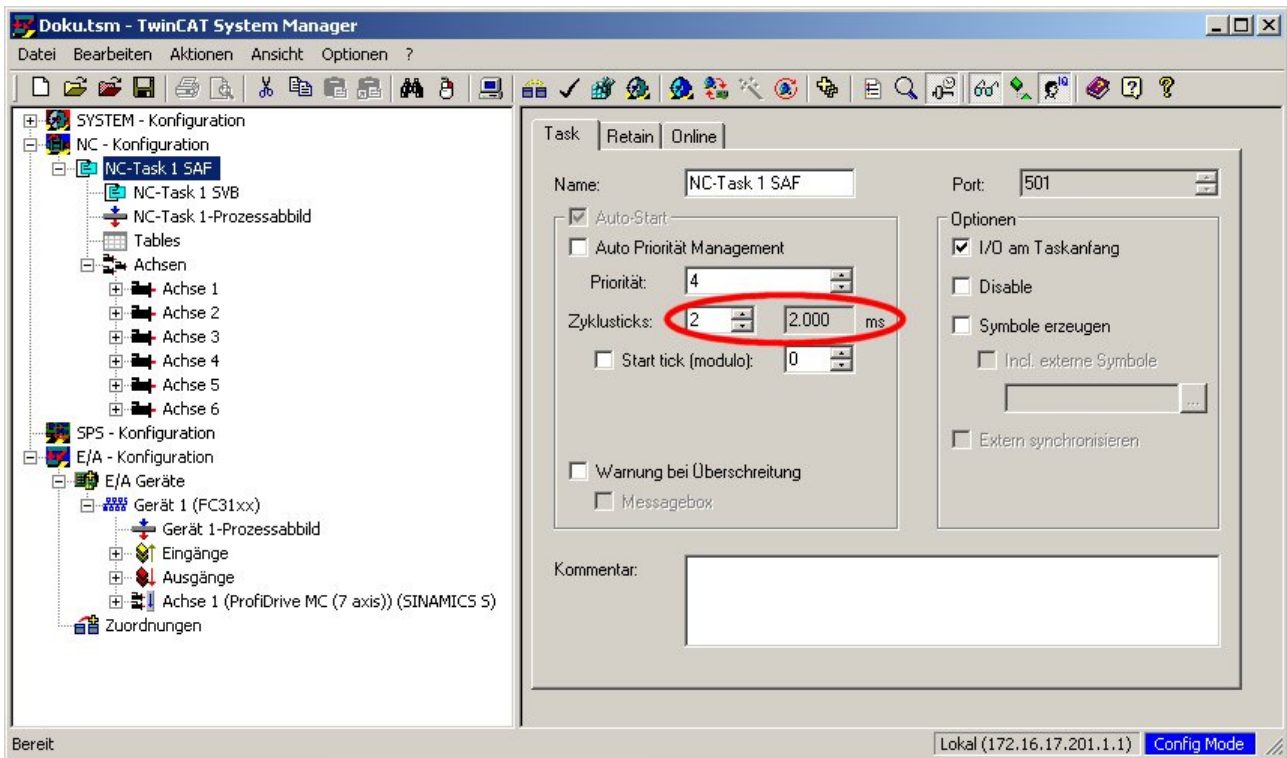 Doku.tsm - TwinCAT System Manager
Datei Bearbeiten Aktionen Ansicht Optionen ?
SYSTEM - Konfiguration
NC - Konfiguration
NC-Task 1 SAF
NC-Task 1 SVB
NC-Task 1-Prozessabbild
Tables
Achsen
Achse 1
Achse 2
Achse 3
Achse 4
Achse 5
Achse 6
SPS - Konfiguration
E/A - Konfiguration
E/A Geräte
Gerät 1 (FC31xx)
Gerät 1-Prozessabbild
Eingänge
Ausgänge
Achse 1 (ProfiDrive MC (7 axis)) (SINAMICS S)
Zuordnungen
Task Retain Online
Name: NC-Task 1 SAF
Auto-Start
Auto Priorität Management
Priorität: 4
Zyklusticks: 2 2.000 ms
Start tick (modulo): 0
Warnung bei Überschreitung
Messagebox
Port: 501
Optionen
I/O am Taskanfang
Disable
Symbole erzeugen
Incl. externe Symbole
...
Extern synchronisieren
Kommentar:
Bereit
Lokal (172.16.17.201.1.1) Config Mode